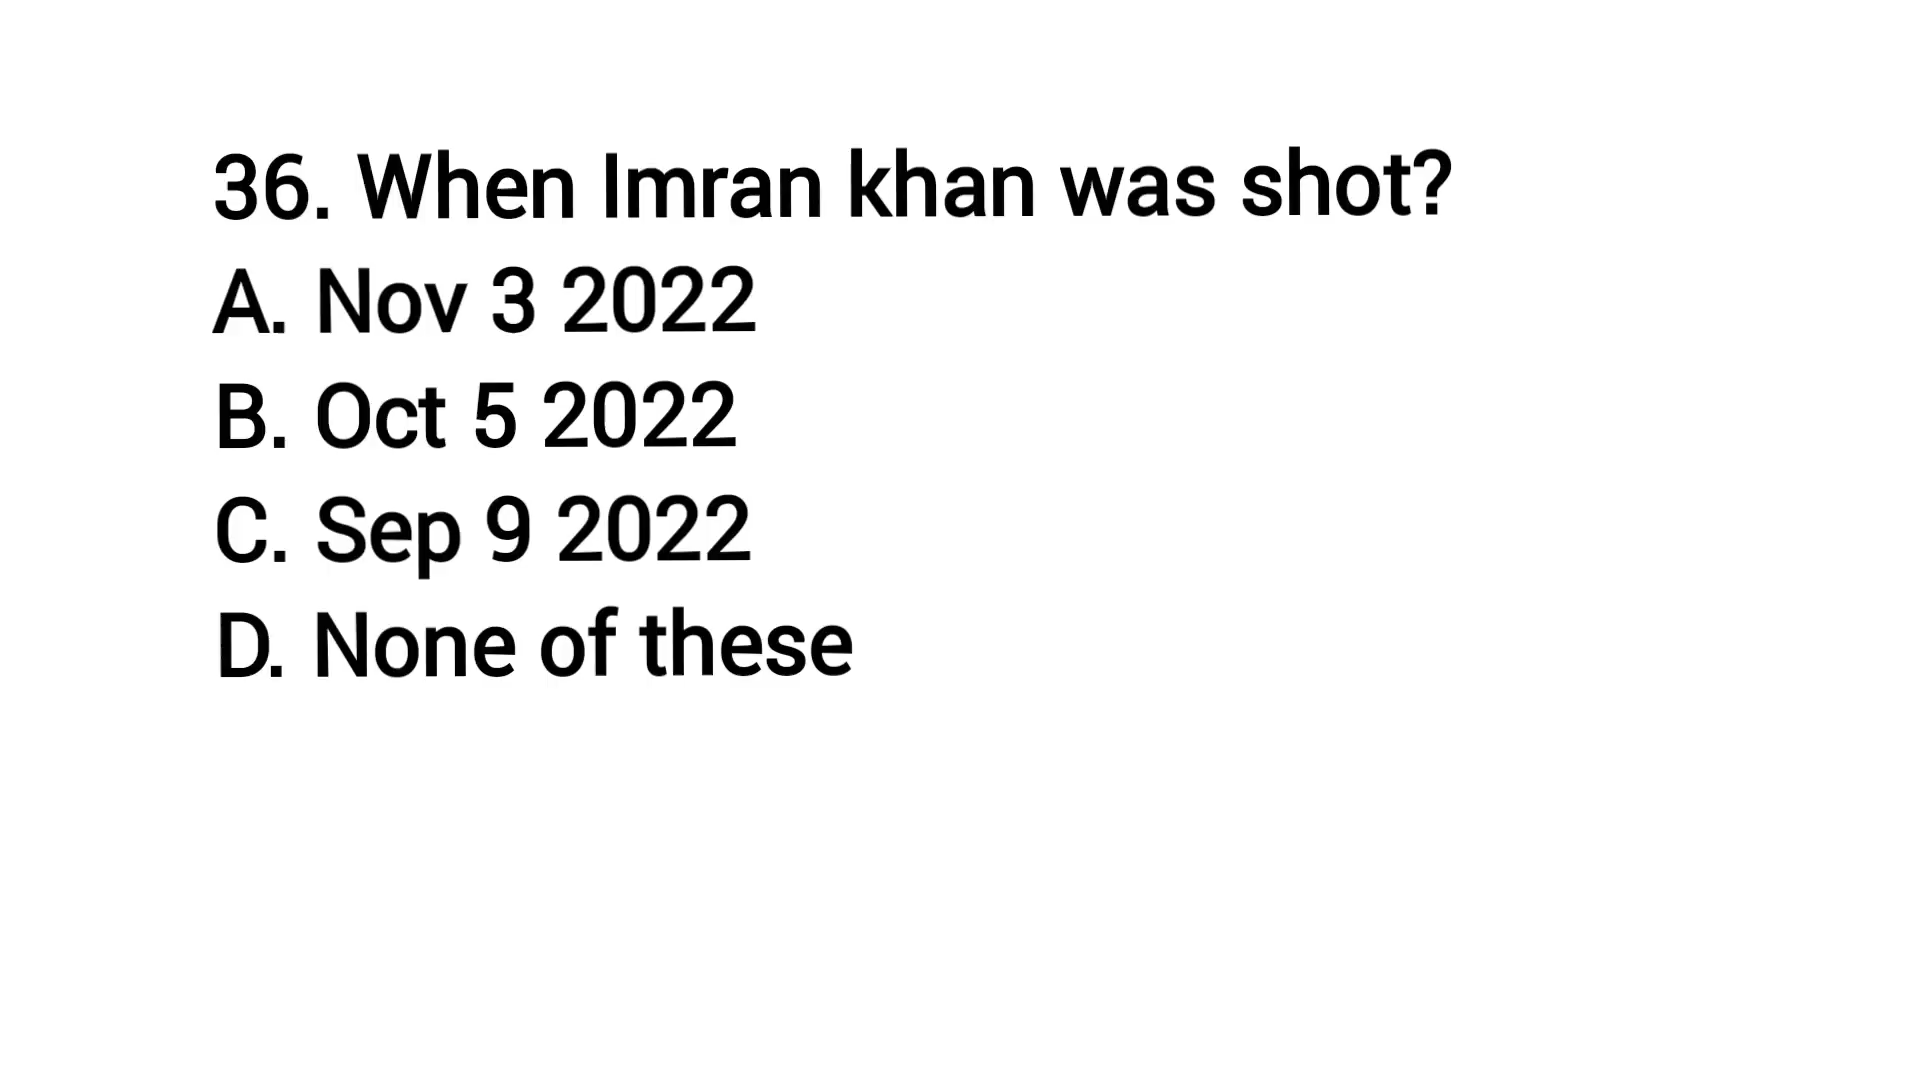 36. When Imran khan was shot?
A. Nov 3 2022
B. Oct 5 2022
C. Sep 9 2022
D. None of these